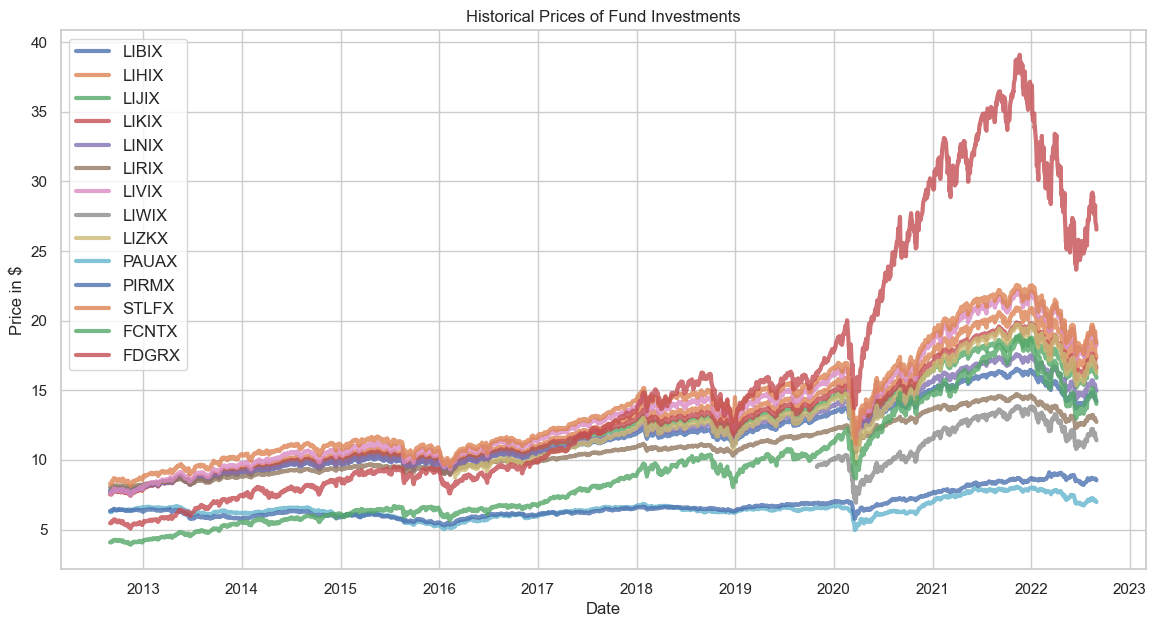 Historical Prices of Fund Investments
40
35
30
25
20
15
10
5
Price in $
LIBIX
LIHIX
LIJIX
LIKIX
LINIX
LIRIX
LIVIX
LIWIX
LIZKX
PAUAX
PIRMX
STLFX
FCNTX
FDGRX
2013 2014 2015 2016 2017 2018 2019 2020 2021 2022 2023
Date